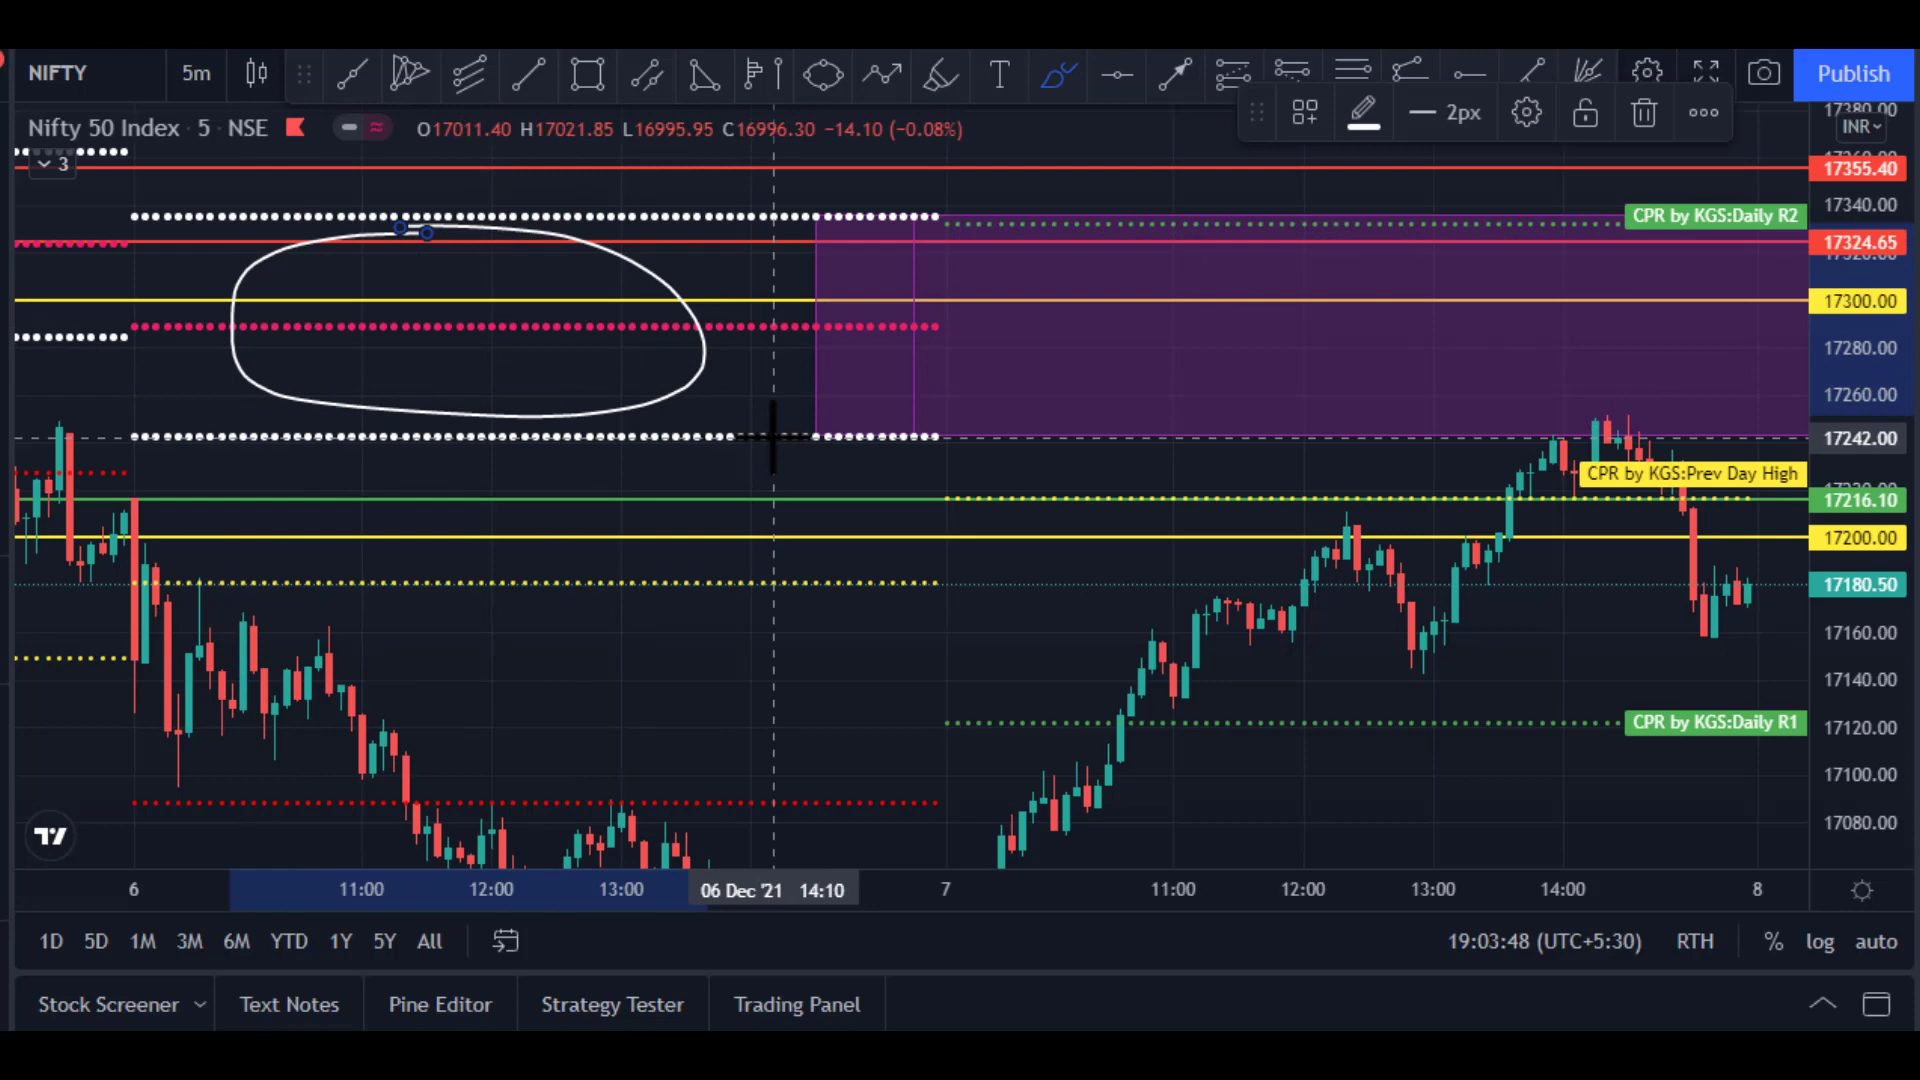 NIFTY 5m Publish
2px
Nifty 50 Index · 5 · NSE O17011.40 H17021.85 L16995.95 C16996.30 −14.10 (−0.08%)
INR
3
17355.40
17340.00
CPR by KGS:Daily R2
17324.65
17300.00
17280.00
17260.00
17242.00
CPR by KGS:Prev Day High
17216.10
17200.00
17180.50
17160.00
17140.00
CPR by KGS:Daily R1
17120.00
17100.00
17080.00
6 11:00 12:00 13:00 06 Dec '21 14:10 7 11:00 12:00 13:00 14:00 8
1D 5D 1M 3M 6M YTD 1Y 5Y All 19:03:48 (UTC+5:30) RTH % log auto
Stock Screener Text Notes Pine Editor Strategy Tester Trading Panel